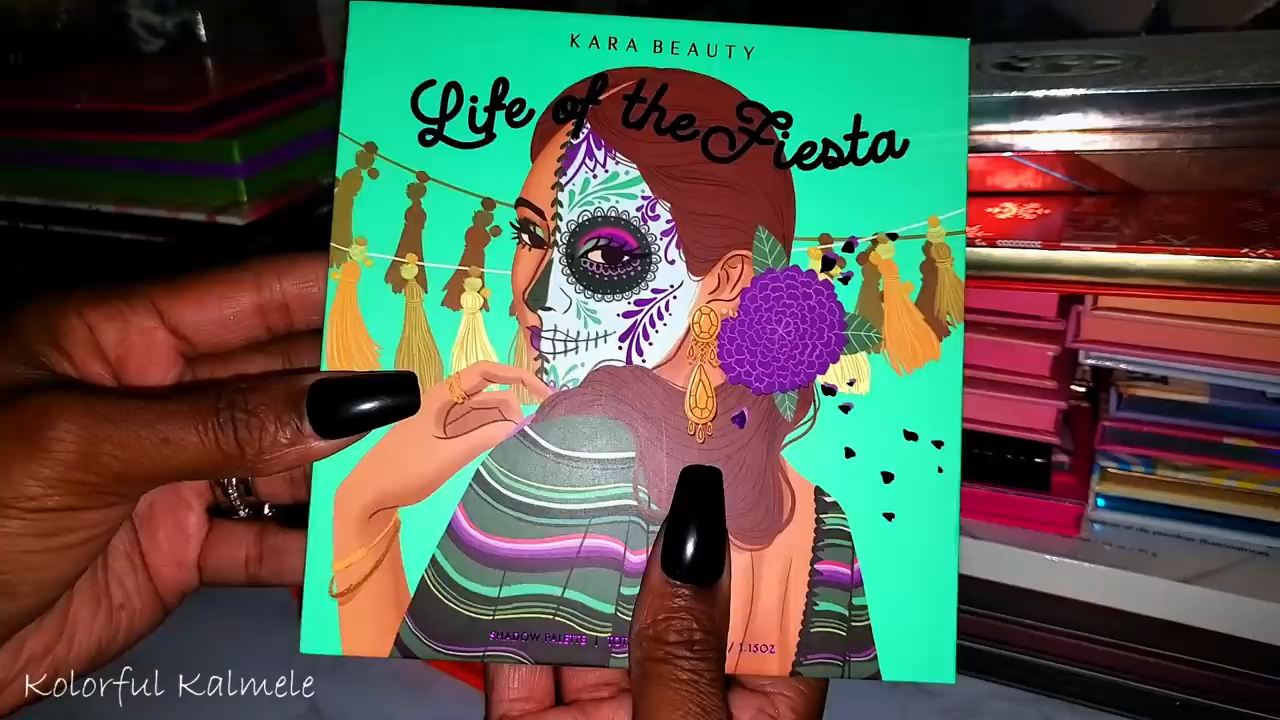 KARA BEAUTY
Life of the Fiesta
SHADOW PALETTE | / 1.15OZ
Kolorful Kalmele